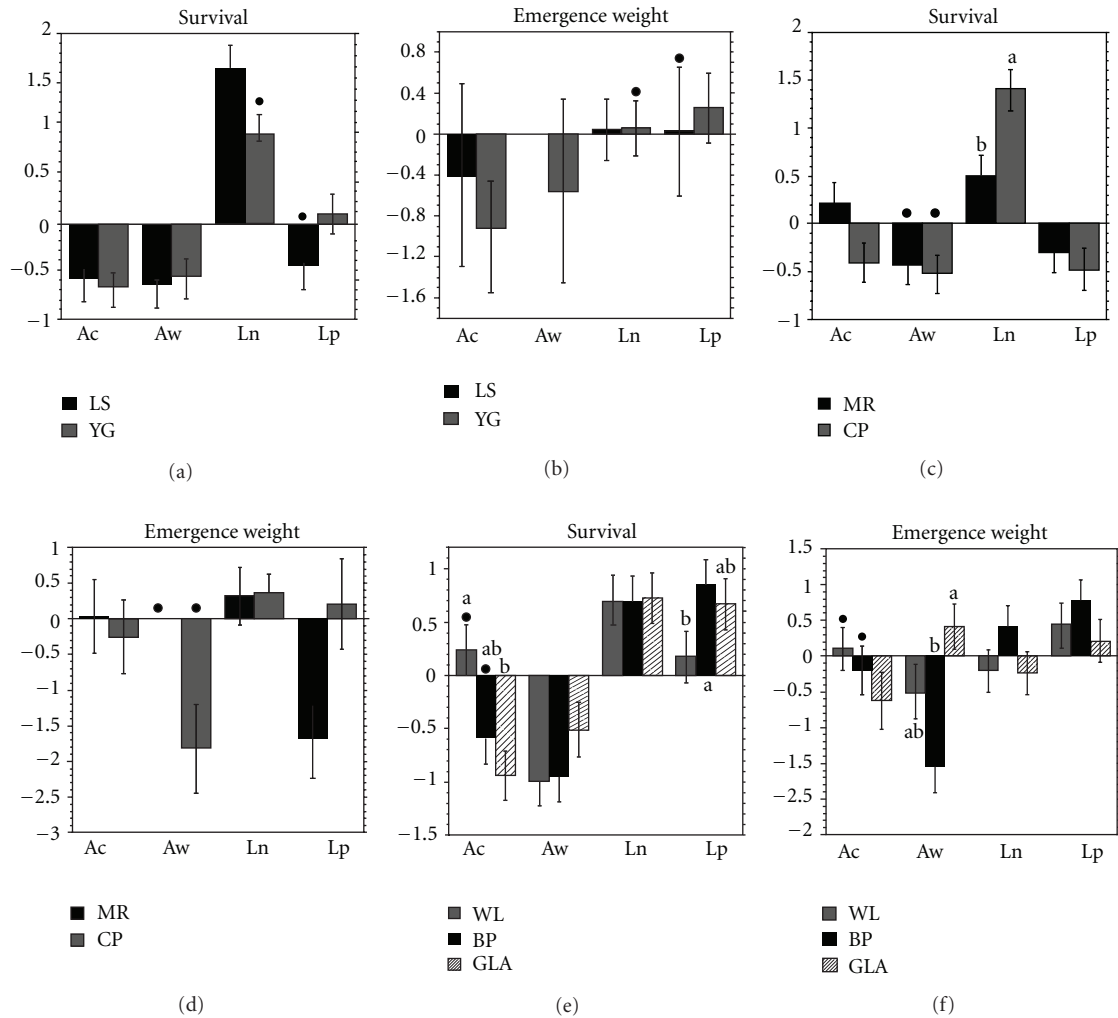 Survival
2
1.5
1
0.5
0
−0.5
−1
Ac Aw Ln Lp
LS
YG
(a)
Emergence weight
0.8
0.4
0
−0.4
−0.8
−1.2
−1.6
Ac Aw Ln Lp
LS
YG
(b)
Survival
2
1.5
1
0.5
0
−0.5
−1
b
a
Ac Aw Ln Lp
MR
CP
(c)
Emergence weight
1
0.5
0
−0.5
−1
−1.5
−2
−2.5
−3
Ac Aw Ln Lp
MR
CP
(d)
Survival
1
0.5
0
−0.5
−1
−1.5
a
ab
b
b
a
ab
Ac Aw Ln Lp
WL
BP
GLA
(e)
Emergence weight
1.5
1
0.5
0
−0.5
−1
−1.5
−2.5
−2
ab
b
a
Ac Aw Ln Lp
WL
BP
GLA
(f)